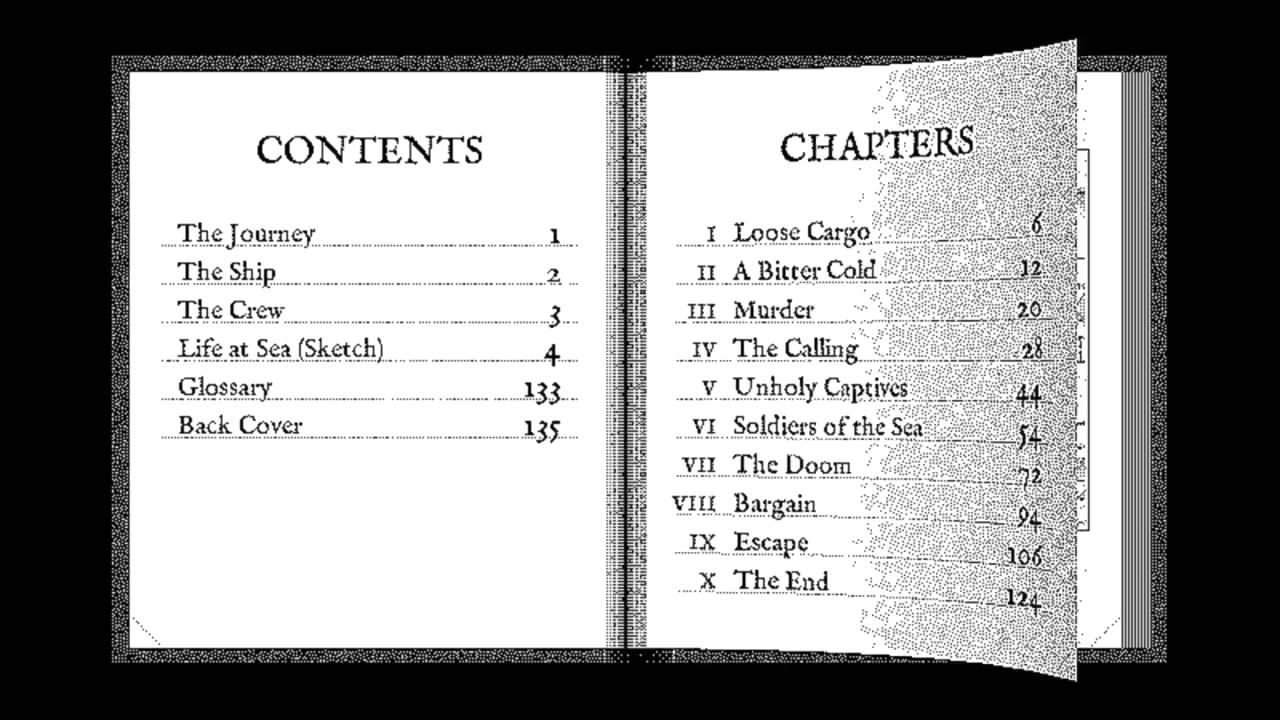 CONTENTS
The Journey 1
The Ship 2
The Crew 3
Life at Sea (Sketch) 4
Glossary 133
Back Cover 135
CHAPTERS
I Loose Cargo 6
II A Bitter Cold 12
III Murder 20
IV The Calling 28
V Unholy Captives 44
VI Soldiers of the Sea 54
VII The Doom 72
VIII Bargain 94
IX Escape 106
X The End 124